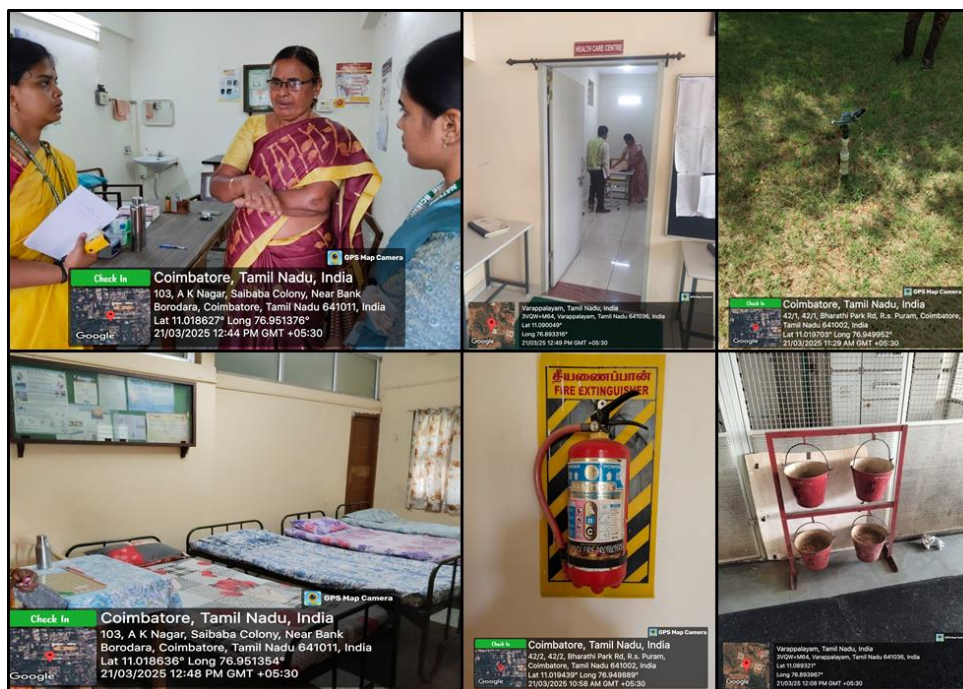 GPS Map Camera
Check In
Coimbatore, Tamil Nadu, India
103, A K Nagar, Saibaba Colony, Near Bank
Borodara, Coimbatore, Tamil Nadu 641011, India
Lat 11.018627° Long 76.951376°
21/03/2025 12:44 PM GMT +05:30
Google
HEALTH CARE CENTRE
GPS Map Camera
Varappalayam, Tamil Nadu, India
3VQW+M64, Varappalayam, Tamil Nadu 641036, India
Lat 11.090049°
Long 76.893316°
21/03/25 12:49 PM GMT +05:30
Google
GPS Map Camera
Check In
Coimbatore, Tamil Nadu, India
42/1, 42/2, Bharathi Park Rd, R.s. Puram, Coimbatore,
Tamil Nadu 641002, India
Lat 11.019703° Long 76.949952°
21/03/2025 11:29 AM GMT +05:30
Google
GPS Map Camera
Check In
Coimbatore, Tamil Nadu, India
103, A K Nagar, Saibaba Colony, Near Bank
Borodara, Coimbatore, Tamil Nadu 641011, India
Lat 11.018636° Long 76.951354°
21/03/2025 12:48 PM GMT +05:30
Google
தீயணைப்பான்
FIRE EXTINGUISHER
GPS Map Camera
Check In
Coimbatore, Tamil Nadu, India
42/2, 42/2, Bharathi Park Rd, R.s. Puram,
Coimbatore, Tamil Nadu 641002, India
Lat 11.019439° Long 76.949889°
21/03/2025 10:58 AM GMT +05:30
Google
GPS Map Camera
Varappalayam, Tamil Nadu, India
3VQW+M64, Varappalayam, Tamil Nadu 641036, India
Lat 11.089321°
Long 76.893967°
21/03/25 12:08 PM GMT +05:30
Google